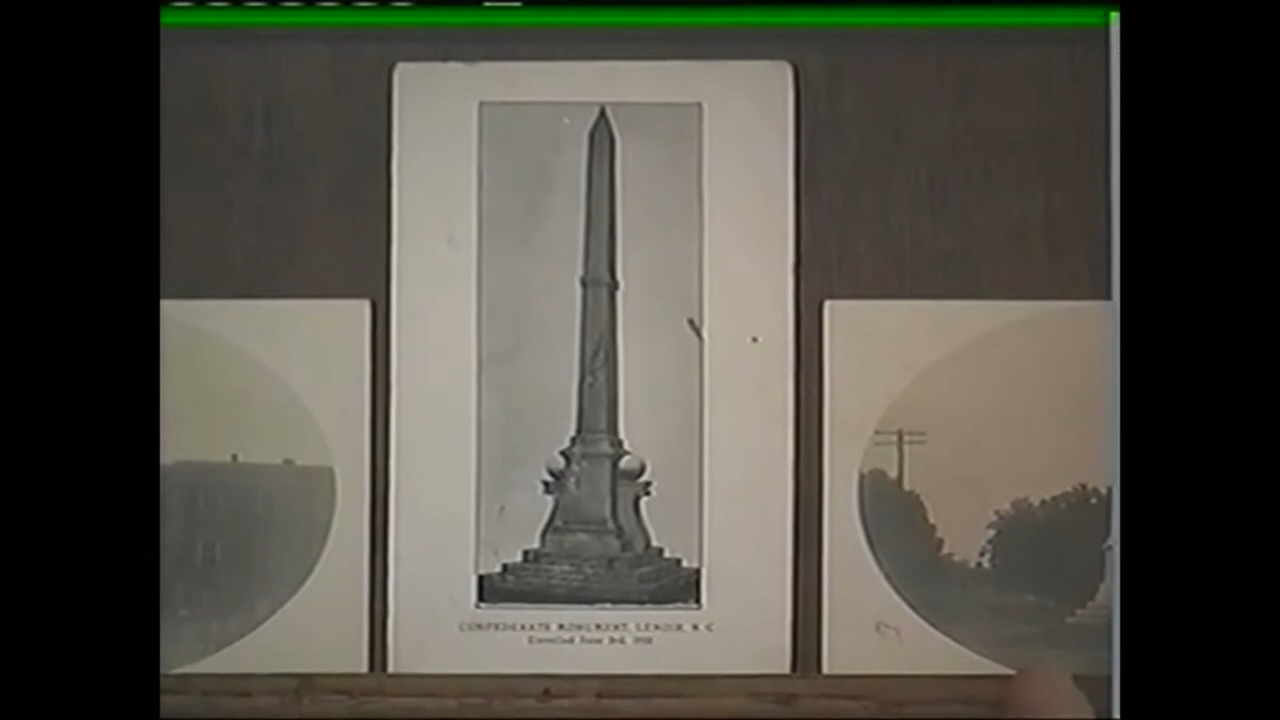 CONFEDERATE MONUMENT, LENOIR, N. C.
Unveiled June 3rd,